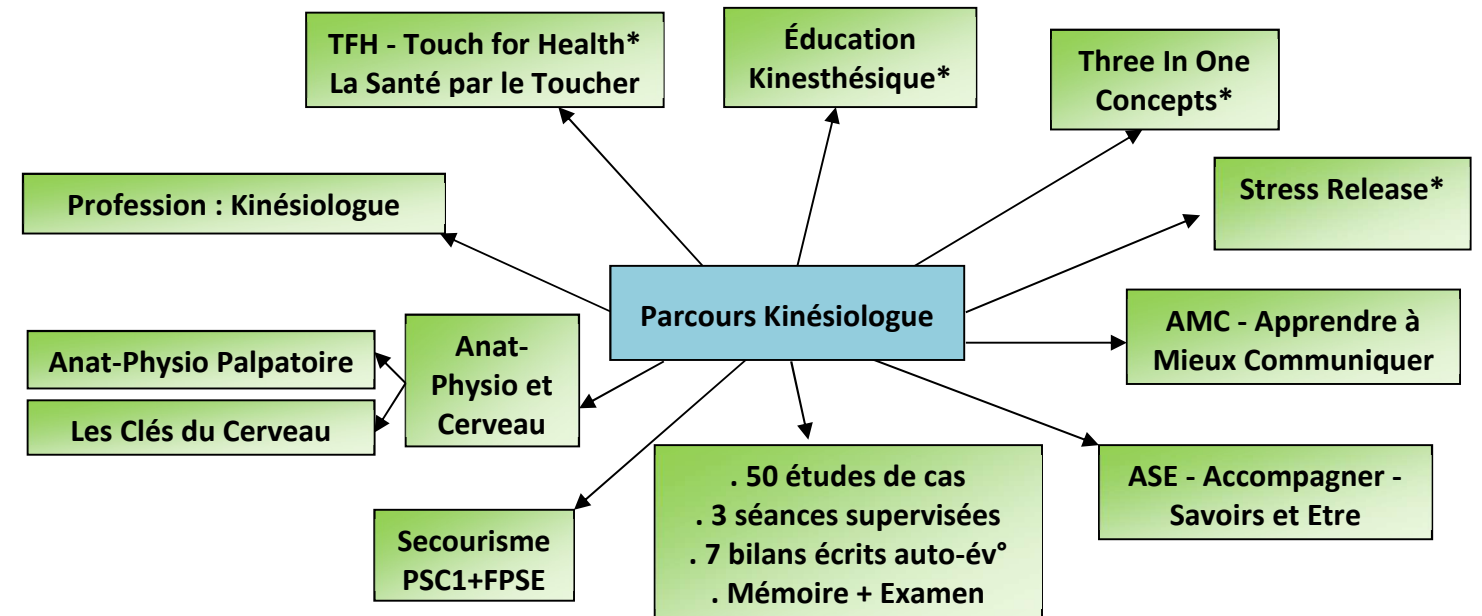 TFH - Touch for Health*
La Santé par le Toucher
Éducation
Kinesthésique*
Three In One
Concepts*
Profession : Kinésiologue
Stress Release*
Parcours Kinésiologue
AMC - Apprendre à
Mieux Communiquer
Anat-
Physio et
Cerveau
Anat-Physio Palpatoire
Les Clés du Cerveau
Secourisme
PSC1+FPSE
. 50 études de cas
. 3 séances supervisées
. 7 bilans écrits auto-év°
. Mémoire + Examen
ASE - Accompagner -
Savoirs et Etre